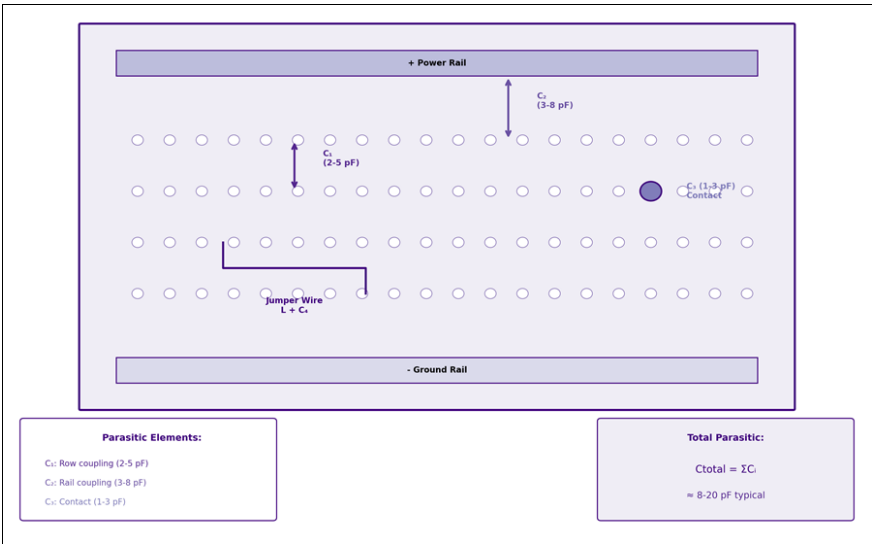 + Power Rail
C₂
(3-8 pF)
C₁
(2-5 pF)
C₃ (1-3 pF)
Contact
Jumper Wire
L + C₄
- Ground Rail
Parasitic Elements:
C₁: Row coupling (2-5 pF)
C₂: Rail coupling (3-8 pF)
C₃: Contact (1-3 pF)
Total Parasitic:
Ctotal = ΣCᵢ
≈ 8-20 pF typical